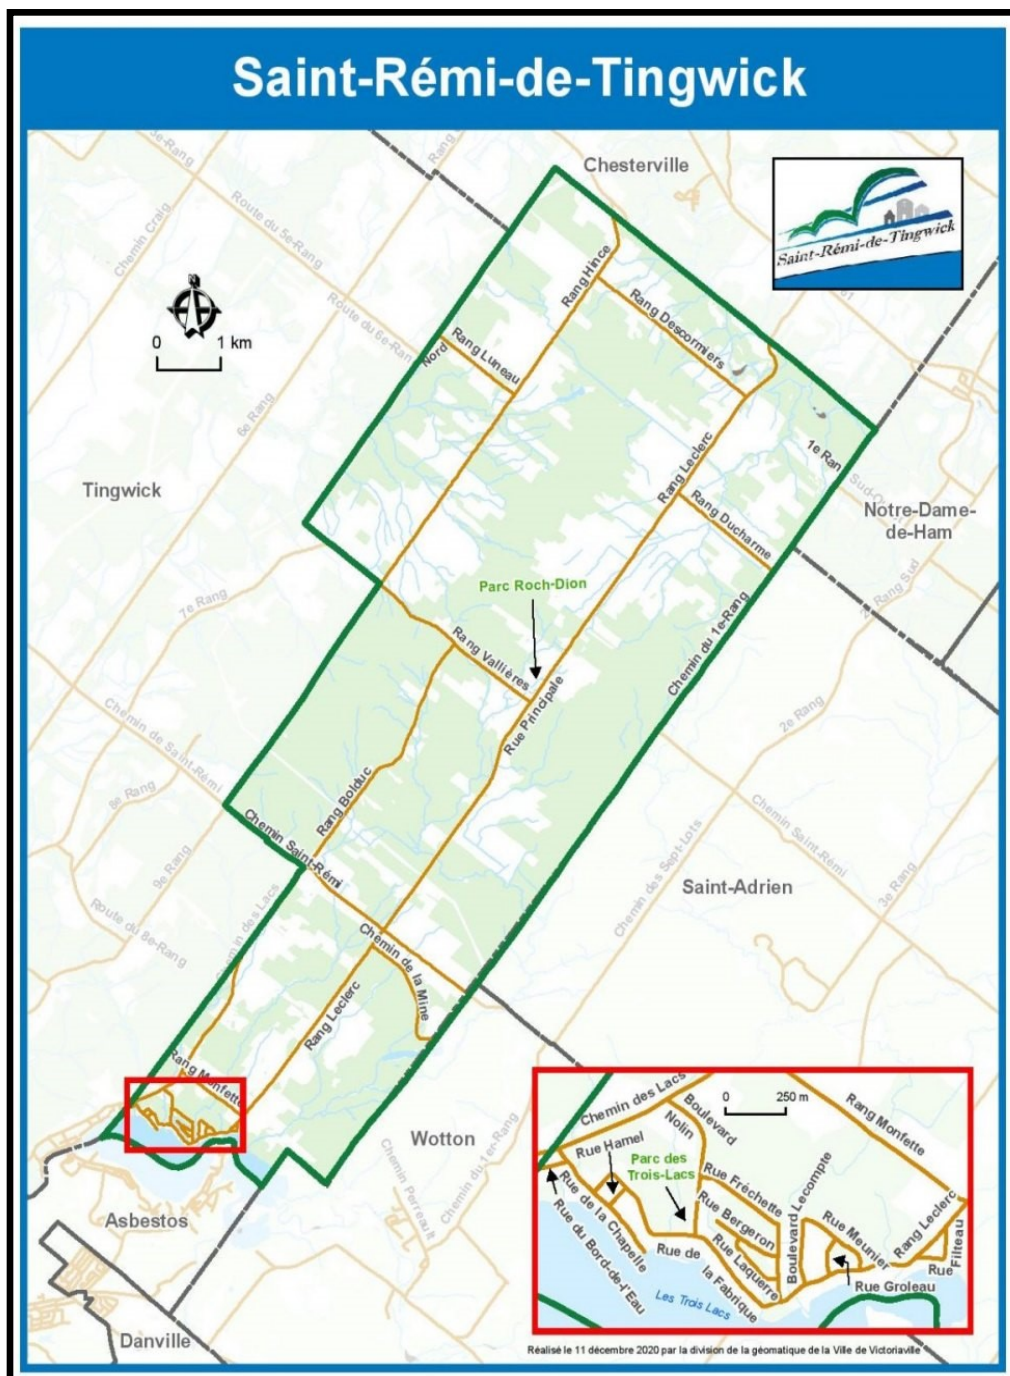 Saint-Rémi-de-Tingwick
Chesterville
Saint-Rémi-de-Tingwick
3e-Rang
Rang
Chemin Craig
Route du 5e-Rang
Route du 6e-Ran
Nord
Rang Hince
Rang Descormiers
Rang Luneau
0 1 km
6e Rang
Tingwick
Rang Leclerc
1e Ran
Notre-Dame-
de-Ham
Rang Ducharme
Parc Roch-Dion
7e Rang
2e Rang Sud
Chemin du 1e-Rang
Rang Vallières
Rue Principale
2e Rang
Chemin de Saint-Rémi
8e Rang
Rang Bolduc
Chemin Saint-Rémi
Chemin Saint-Rémi
Chemin des Sept-Lots
9e Rang
Saint-Adrien
3e Rang
Route du 8e-Rang
Chemin des Lacs
Chemin de la Mine
Rang Leclerc
Rang Monfette
Wotton
Chemin du 1er-Rang
Chemin Perreault
Asbestos
Danville
0 250 m
Chemin des Lacs
Boulevard
Nolin
Rang Monfette
Rue Hamel
Parc des
Trois-Lacs
Rue Fréchette
Rue Bergeron
Boulevard Lecompte
Rue de la Chapelle
Rue du Bord-de-l'Eau
Rue de
la Fabrique
Rue Laquerre
Rue Meunier
Rang Leclerc
Rue
Filteau
Rue Groleau
Les Trois Lacs
Réalisé le 11 décembre 2020 par la division de la géomatique de la Ville de Victoriaville